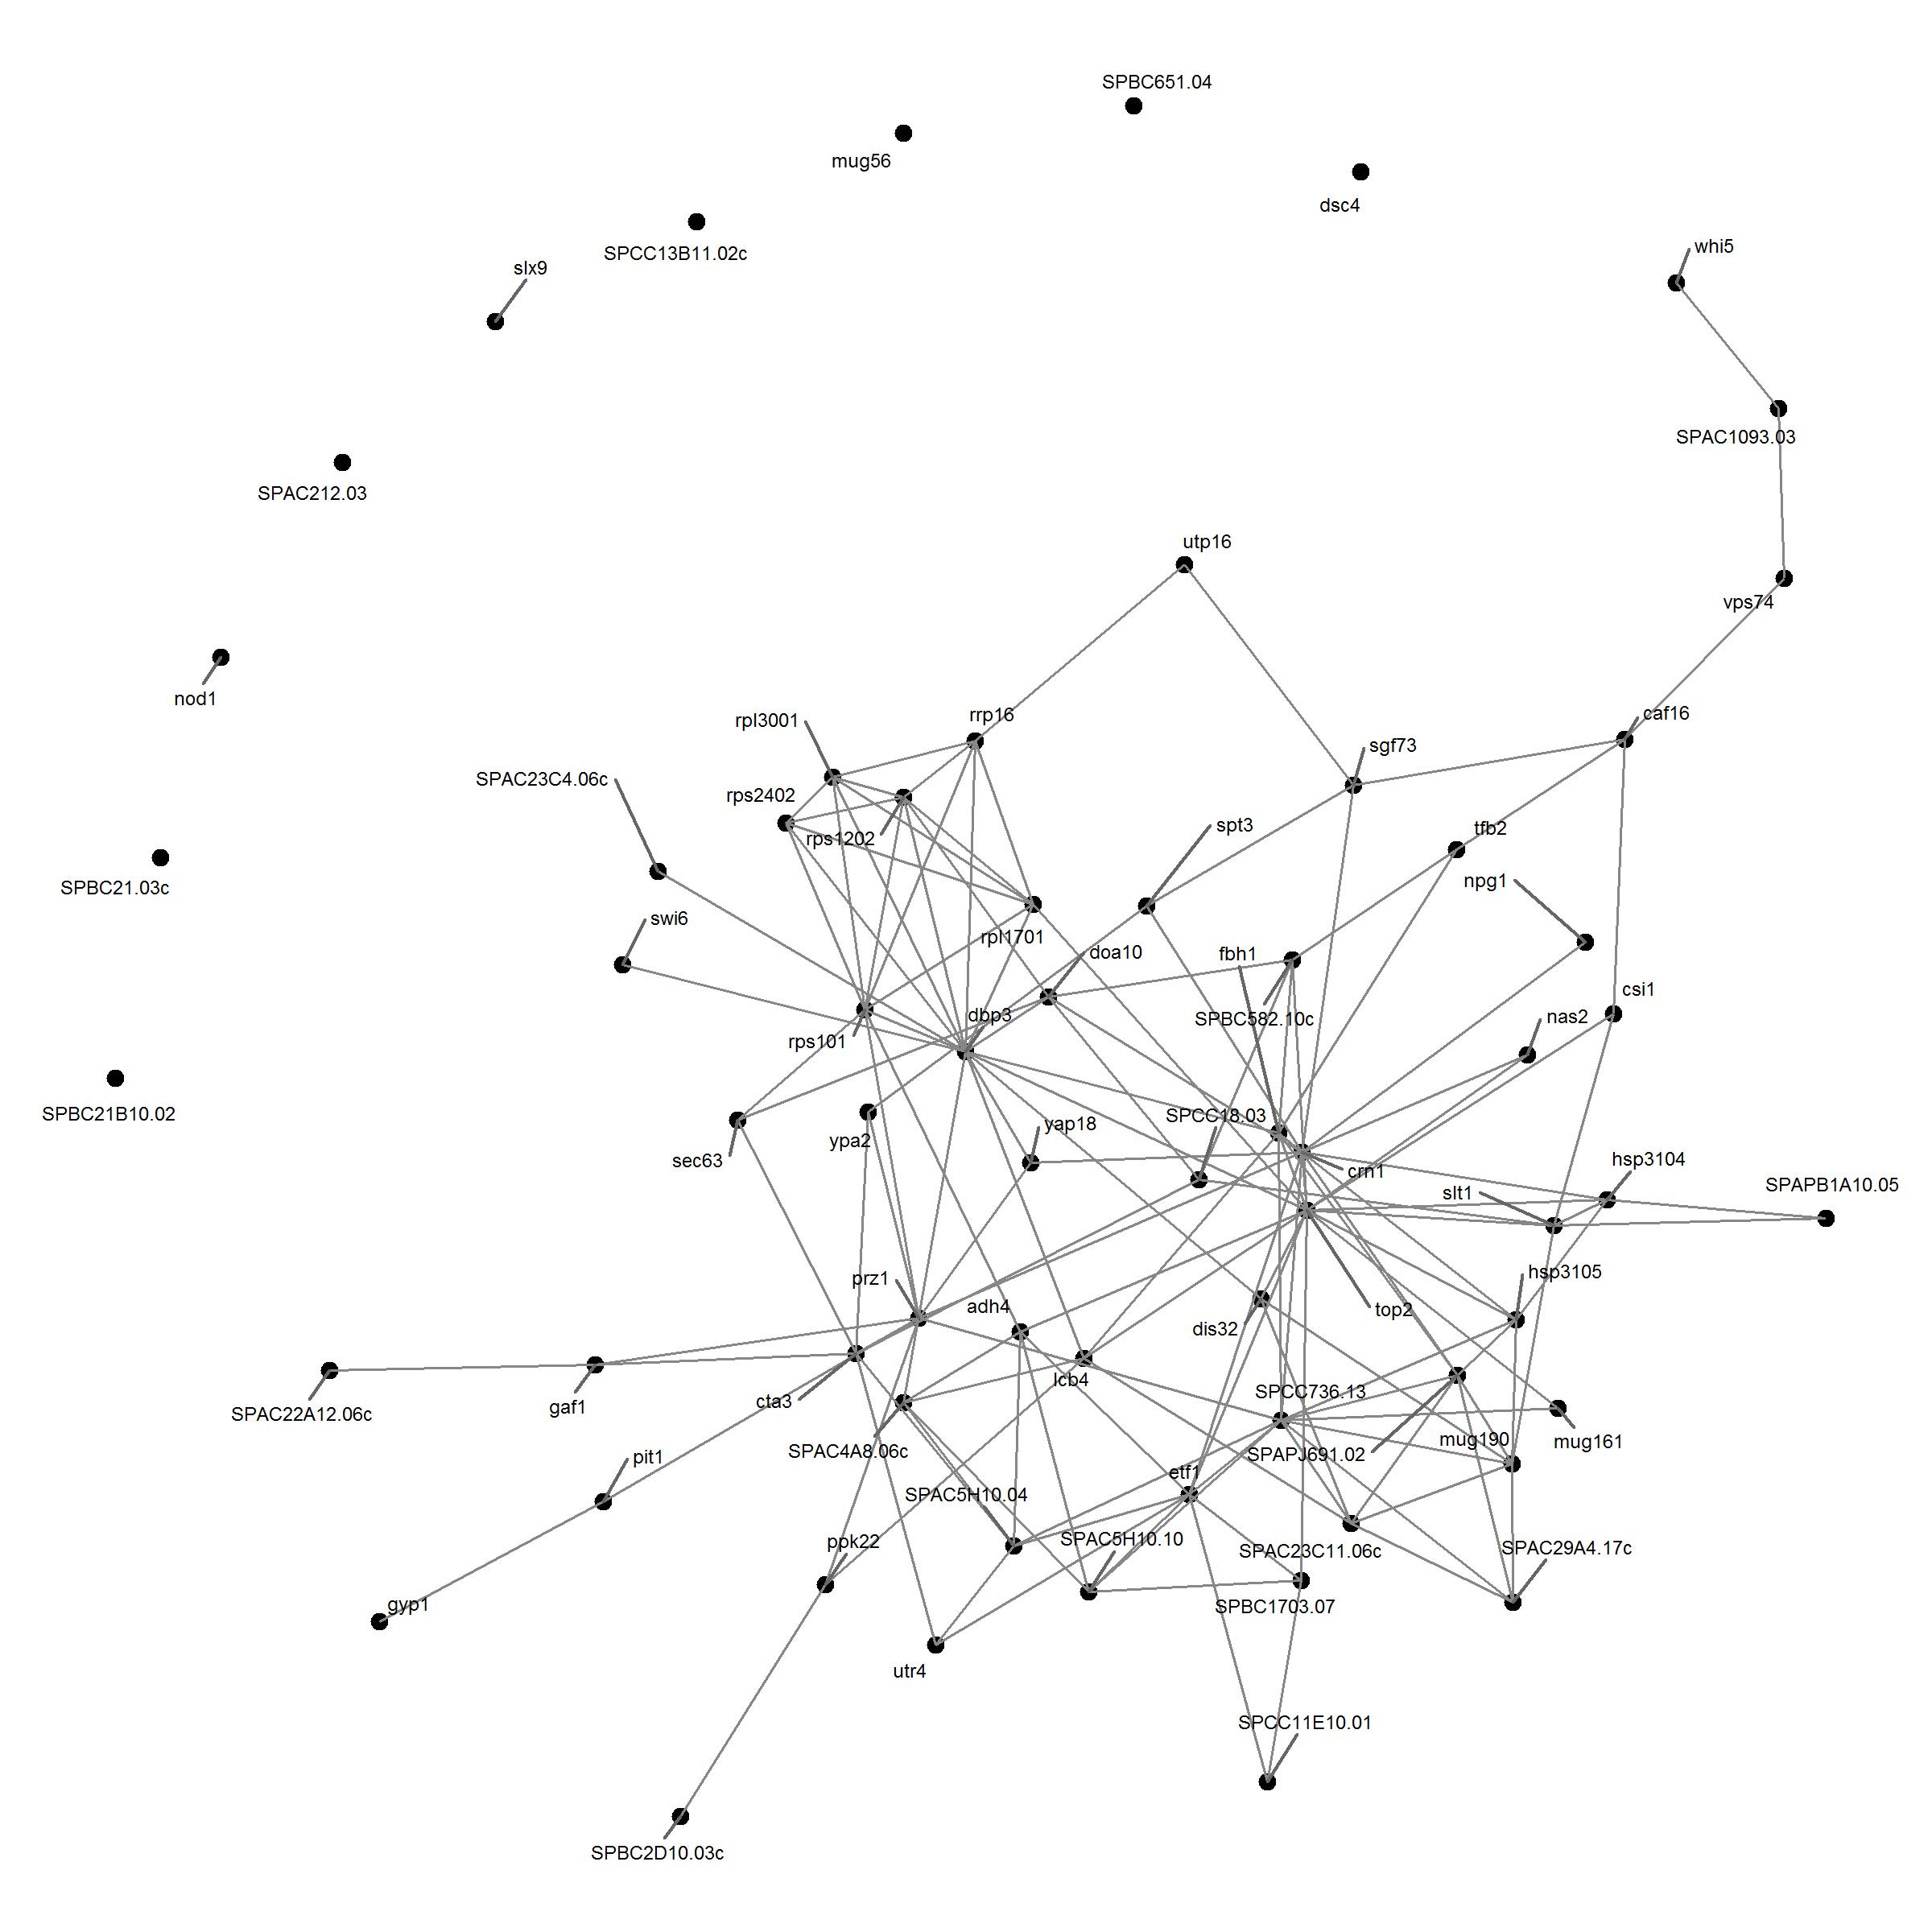 SPBC651.04
mug56
dsc4
whi5
SPCC13B11.02c
slx9
SPAC1093.03
SPAC212.03
utp16
vps74
nod1
rpl3001
rrp16
caf16
sgf73
SPAC23C4.06c
rps2402
rps1202
spt3
tfb2
npg1
SPBC21.03c
swi6
rpl1701
doa10
fbh1
csi1
SPBC582.10c
nas2
dbp3
rps101
SPBC21B10.02
ypa2
yap18
SPCC18.03
sec63
crn1
hsp3104
slt1
SPAPB1A10.05
prz1
adh4
hsp3105
top2
dis32
lcb4
SPCC736.13
cta3
gaf1
SPAC22A12.06c
SPAC4A8.06c
SPAPJ691.02
mug190
mug161
pit1
etf1
SPAC5H10.04
SPAC5H10.10
ppk22
SPAC23C11.06c
SPAC29A4.17c
gyp1
SPBC1703.07
utr4
SPCC11E10.01
SPBC2D10.03c